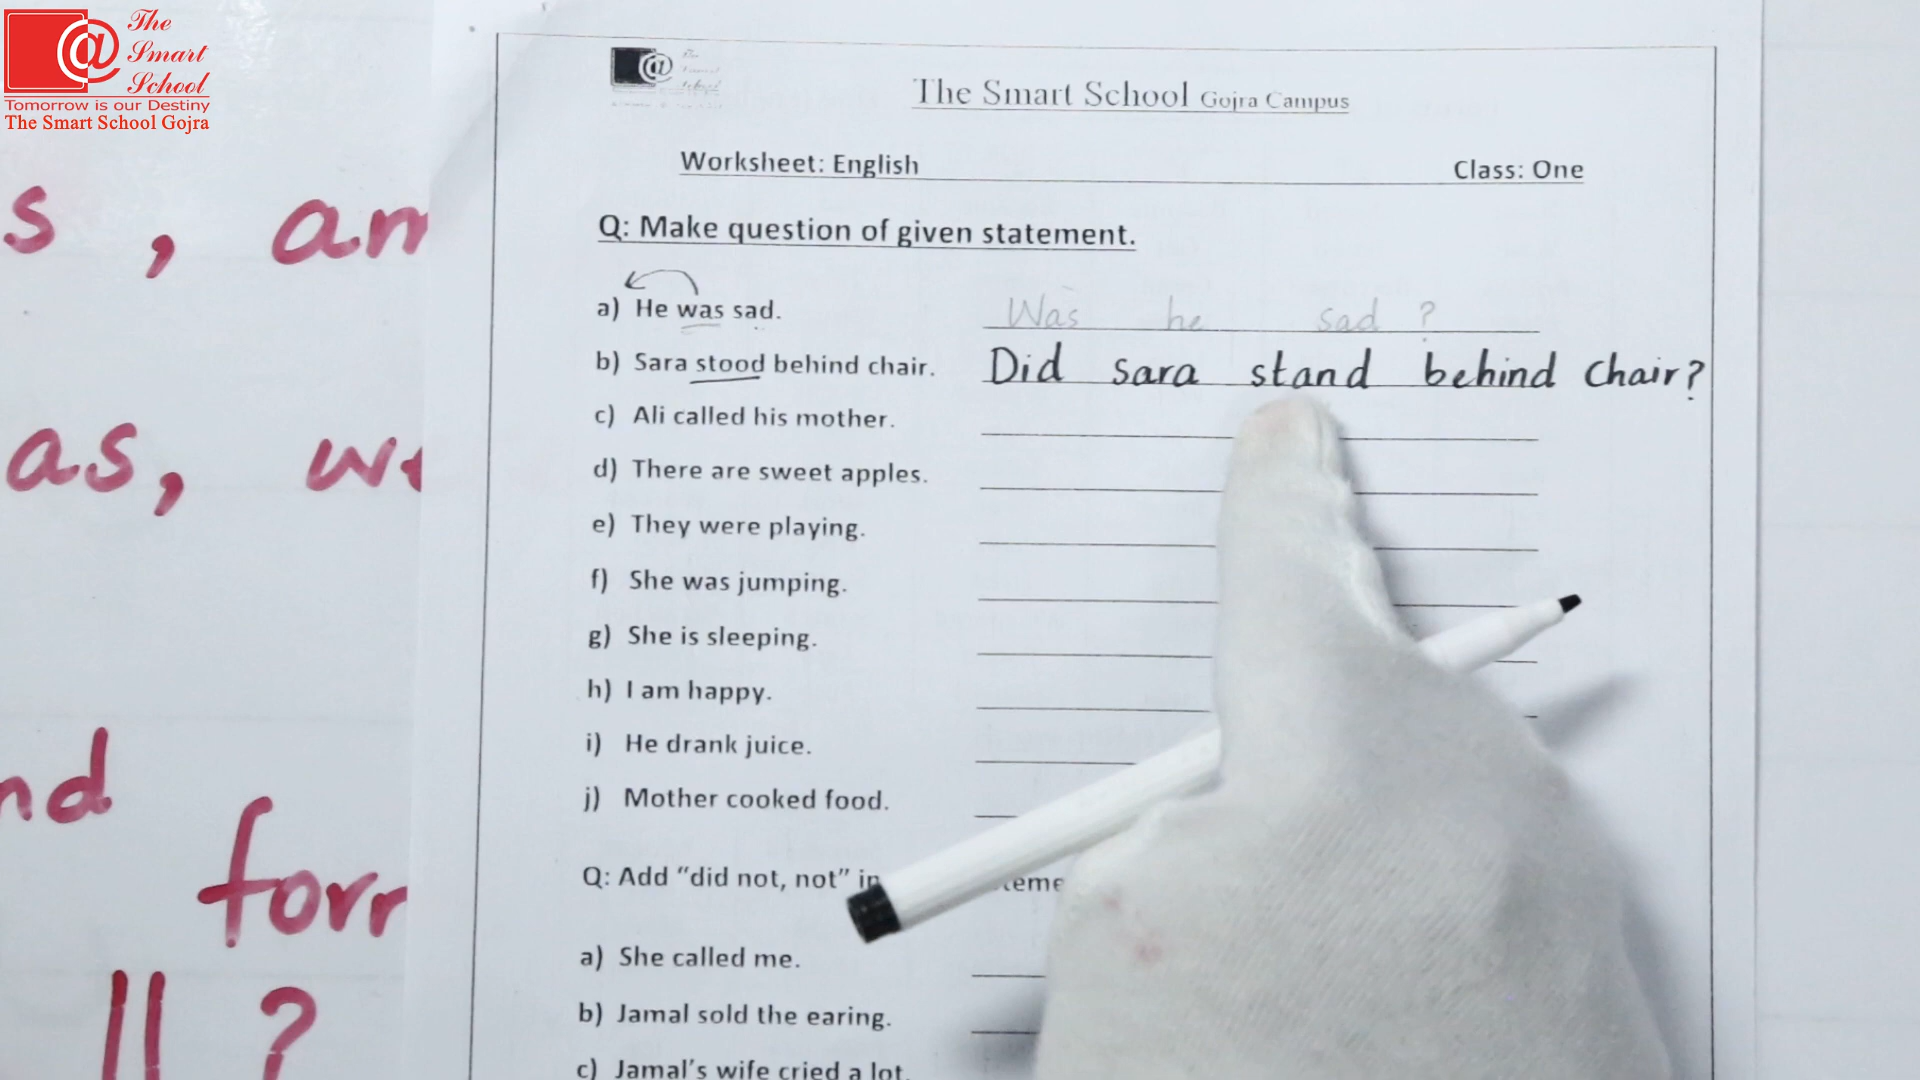 The
Smart
School
Tomorrow is our Destiny
The Smart School Gojra
s, am
as, we
nd
for
ll ?
The Smart School Gojra Campus
Worksheet: English Class: One
Q: Make question of given statement.
a) He was sad. Was he sad ?
b) Sara stood behind chair. Did sara stand behind chair?
c) Ali called his mother.
d) There are sweet apples.
e) They were playing.
f) She was jumping.
g) She is sleeping.
h) I am happy.
i) He drank juice.
j) Mother cooked food.
Q: Add “did not, not” in
a) She called me.
b) Jamal sold the earing.
c) Jamal’s wife cried a lot.